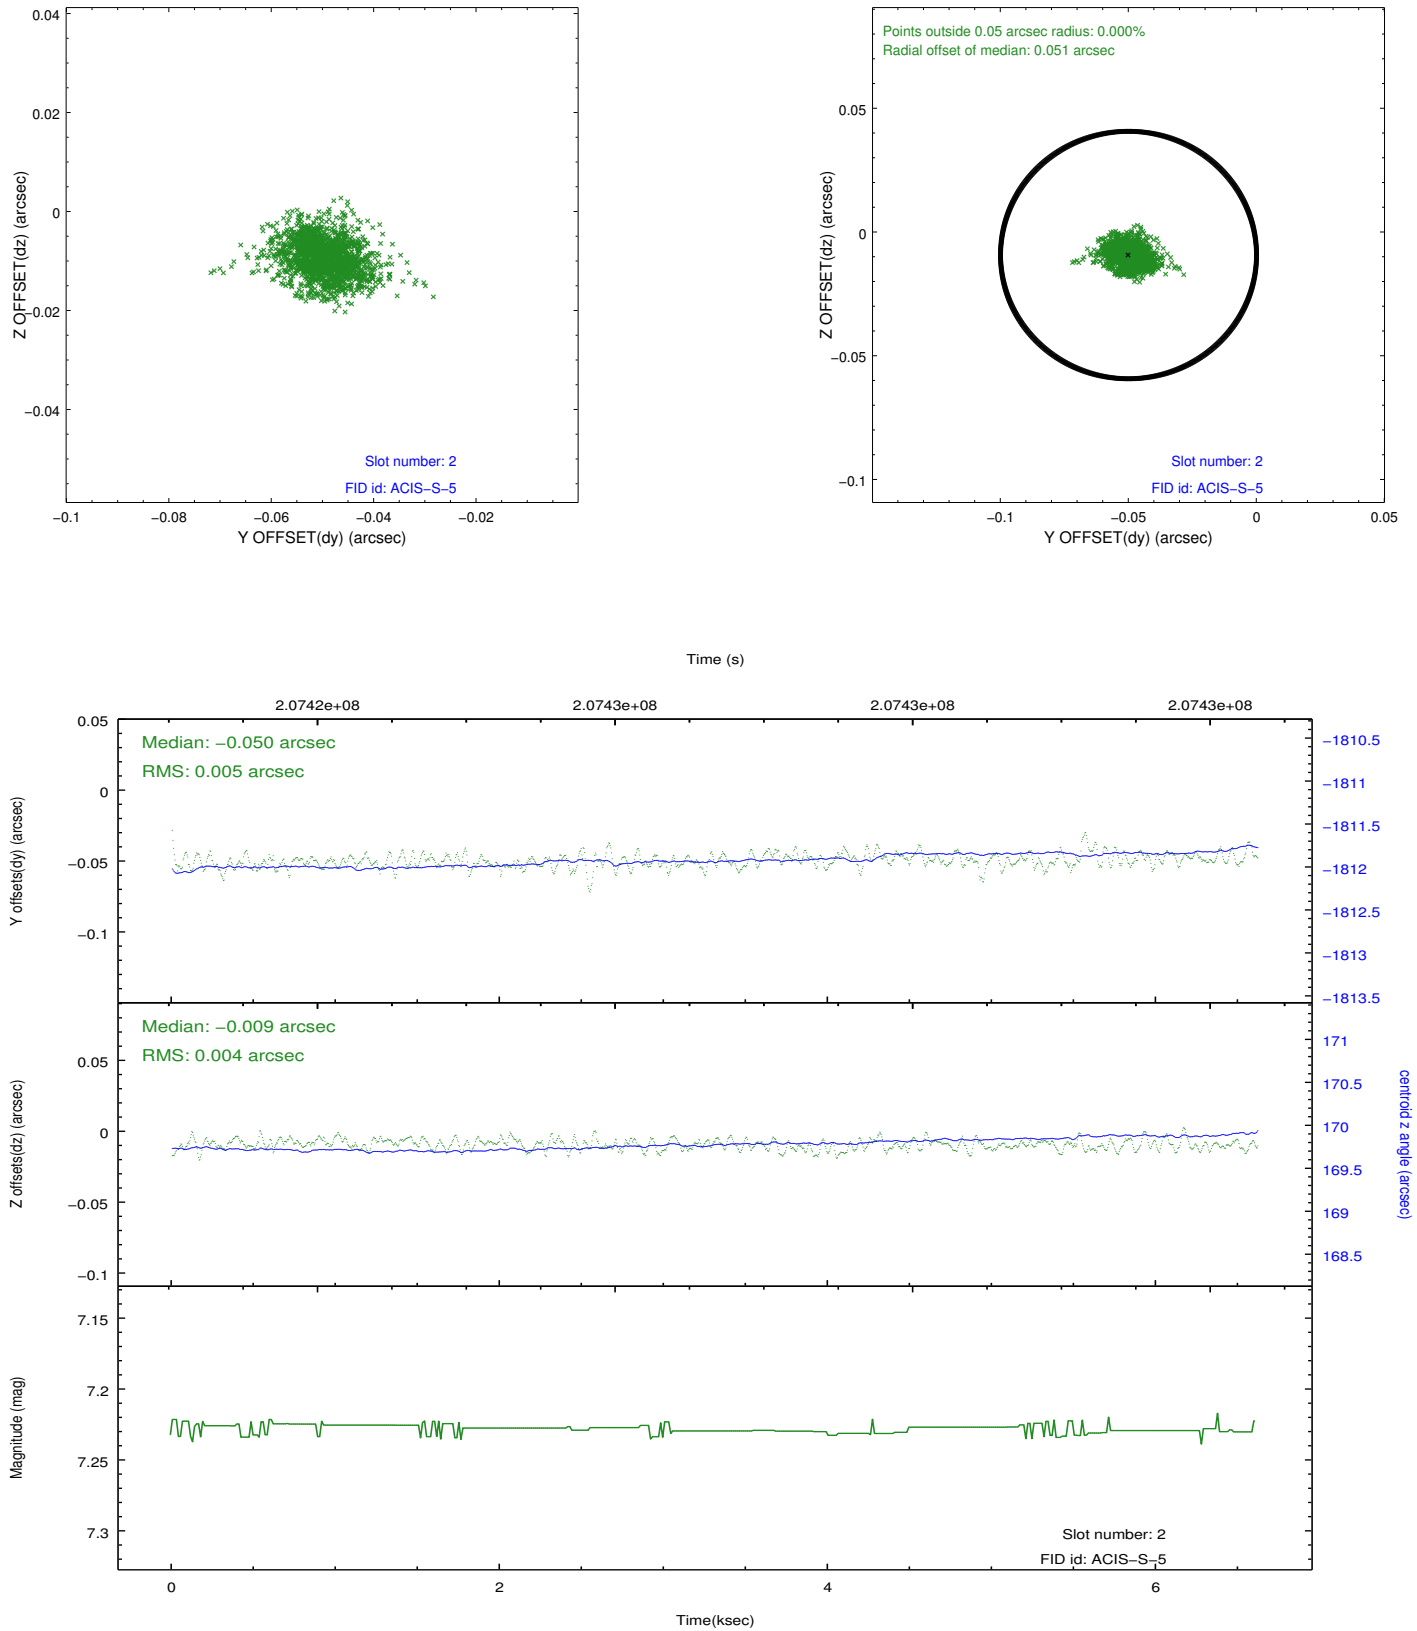 0.04
0.02
0
−0.02
−0.04
Z OFFSET(dz) (arcsec)
Slot number: 2
FID id: ACIS−S−5
−0.1
−0.08
−0.06
−0.04
−0.02
Y OFFSET(dy) (arcsec)
Points outside 0.05 arcsec radius: 0.000%
Radial offset of median: 0.051 arcsec
0.05
0
−0.05
−0.1
Z OFFSET(dz) (arcsec)
Slot number: 2
FID id: ACIS−S−5
−0.1
−0.05
0
0.05
Y OFFSET(dy) (arcsec)
Time (s)
2.0742e+08
2.0743e+08
2.0743e+08
2.0743e+08
Median: −0.050 arcsec
RMS: 0.005 arcsec
0.05
0
−0.05
−0.1
Y offsets(dy) (arcsec)
−1810.5
−1811
−1811.5
−1812
−1812.5
−1813
−1813.5
Median: −0.009 arcsec
RMS: 0.004 arcsec
0.05
0
−0.05
−0.1
Z offsets(dz) (arcsec)
171
170.5
170
169.5
169
168.5
centroid z angle (arcsec)
7.15
7.2
7.25
7.3
Magnitude (mag)
Slot number: 2
FID id: ACIS−S−5
0
2
4
6
Time(ksec)